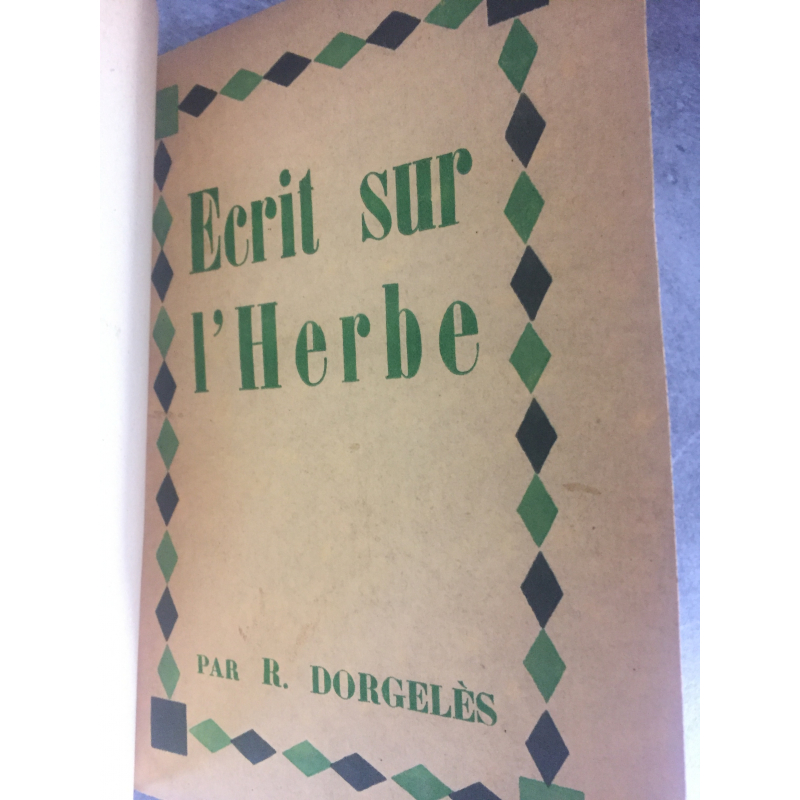 Ecrit sur
l'Herbe
PAR R. DORGELÈS